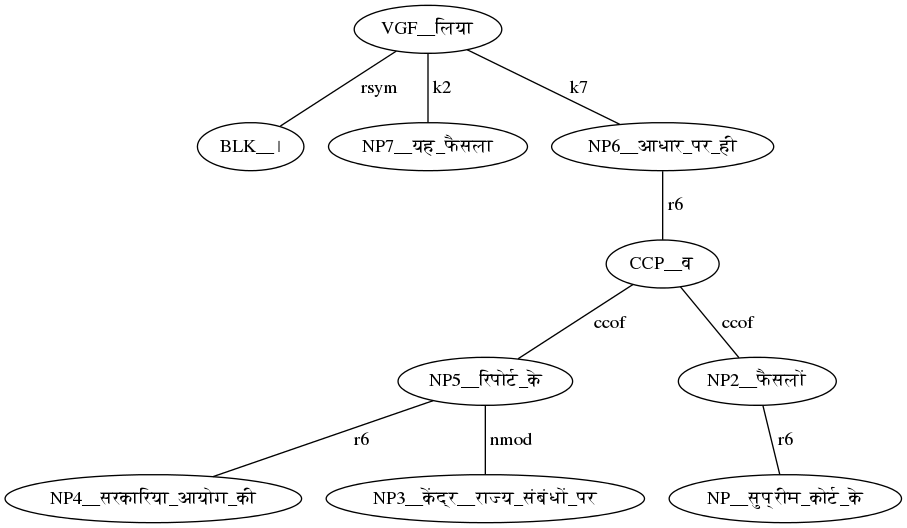 VGF__लिया
rsym k2 k7
BLK__। NP7__यह_फैसला NP6__आधार_पर_ही
r6
CCP__व
ccof ccof
NP5__रिपोर्ट_के NP2__फैसलों
r6 nmod r6
NP4__सरकारिया_आयोग_की NP3__केंद्र__राज्य_संबंधों_पर NP__सुप्रीम_कोर्ट_के